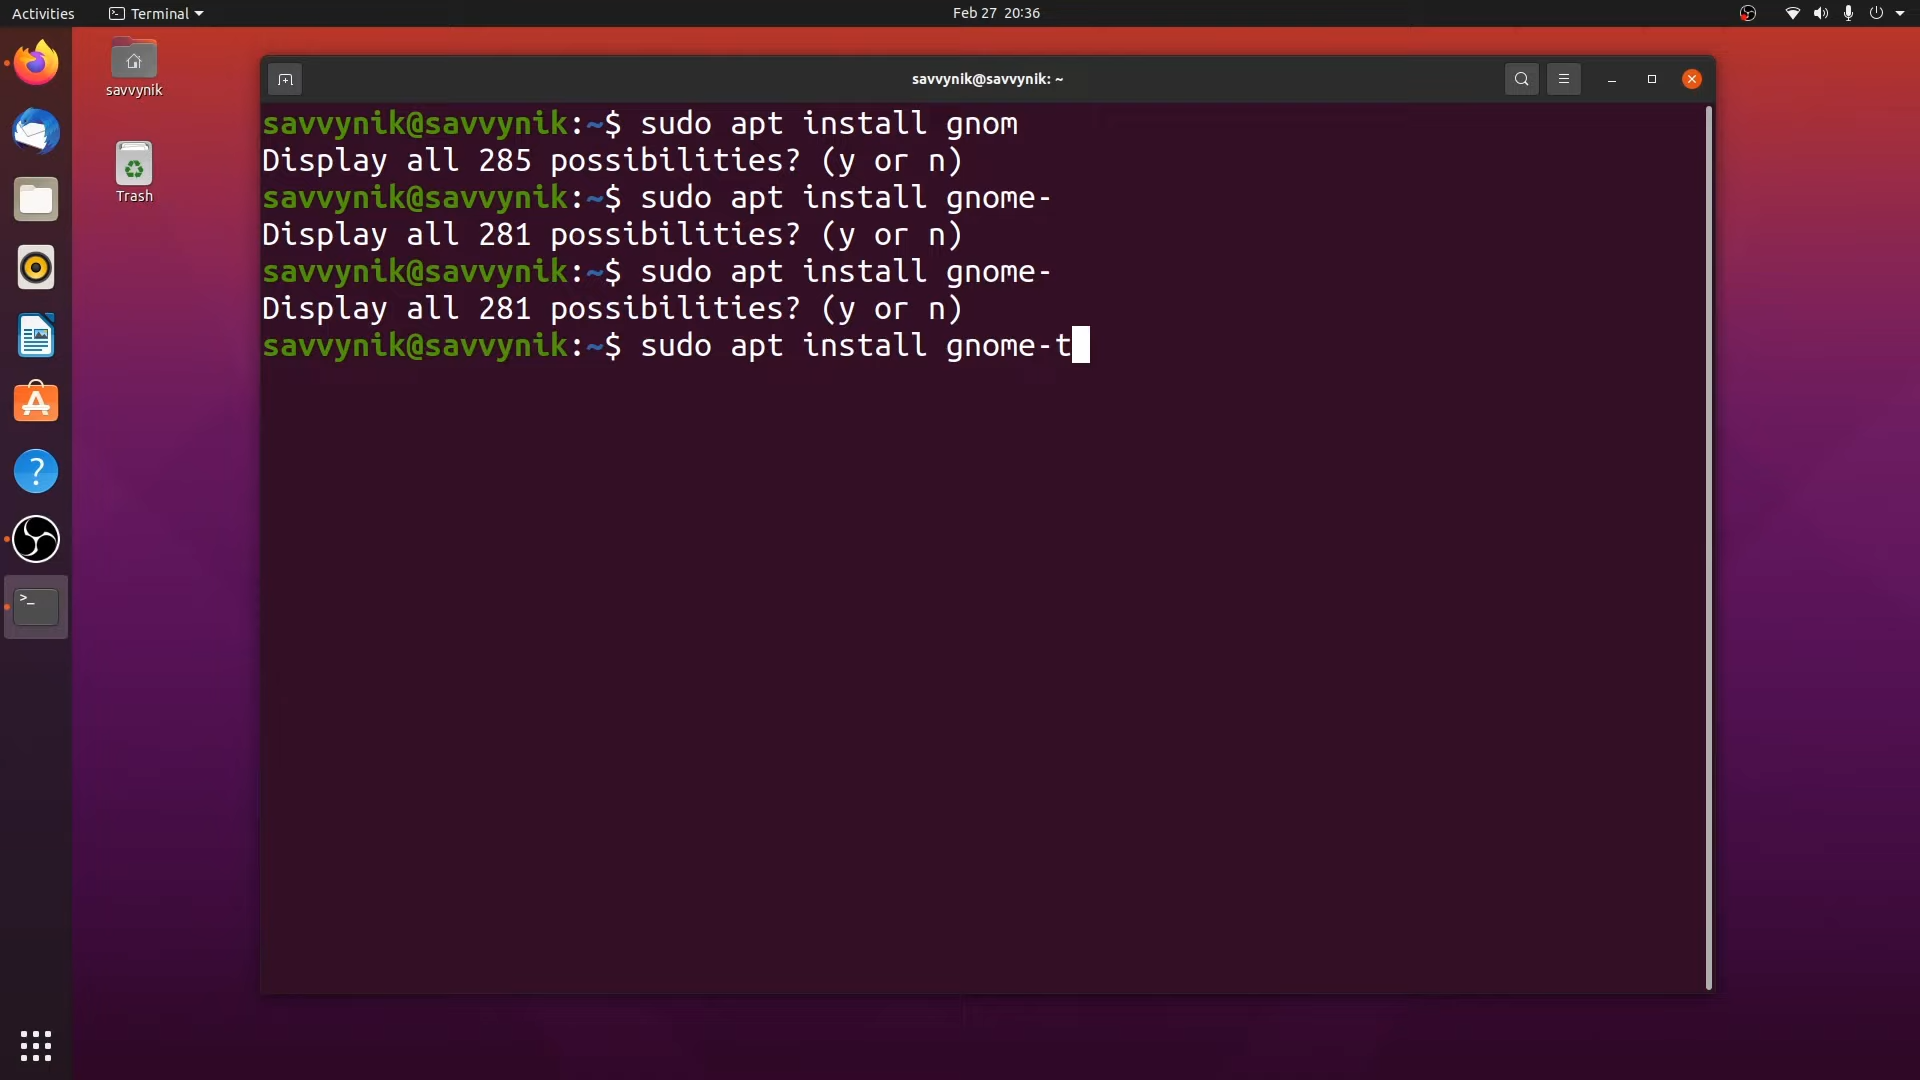 Activities
Terminal
Feb 27 20:36
savvynik
Trash
savvynik@savvynik: ~
savvynik@savvynik:~$ sudo apt install gnom
Display all 285 possibilities? (y or n)
savvynik@savvynik:~$ sudo apt install gnome-
Display all 281 possibilities? (y or n)
savvynik@savvynik:~$ sudo apt install gnome-
Display all 281 possibilities? (y or n)
savvynik@savvynik:~$ sudo apt install gnome-t